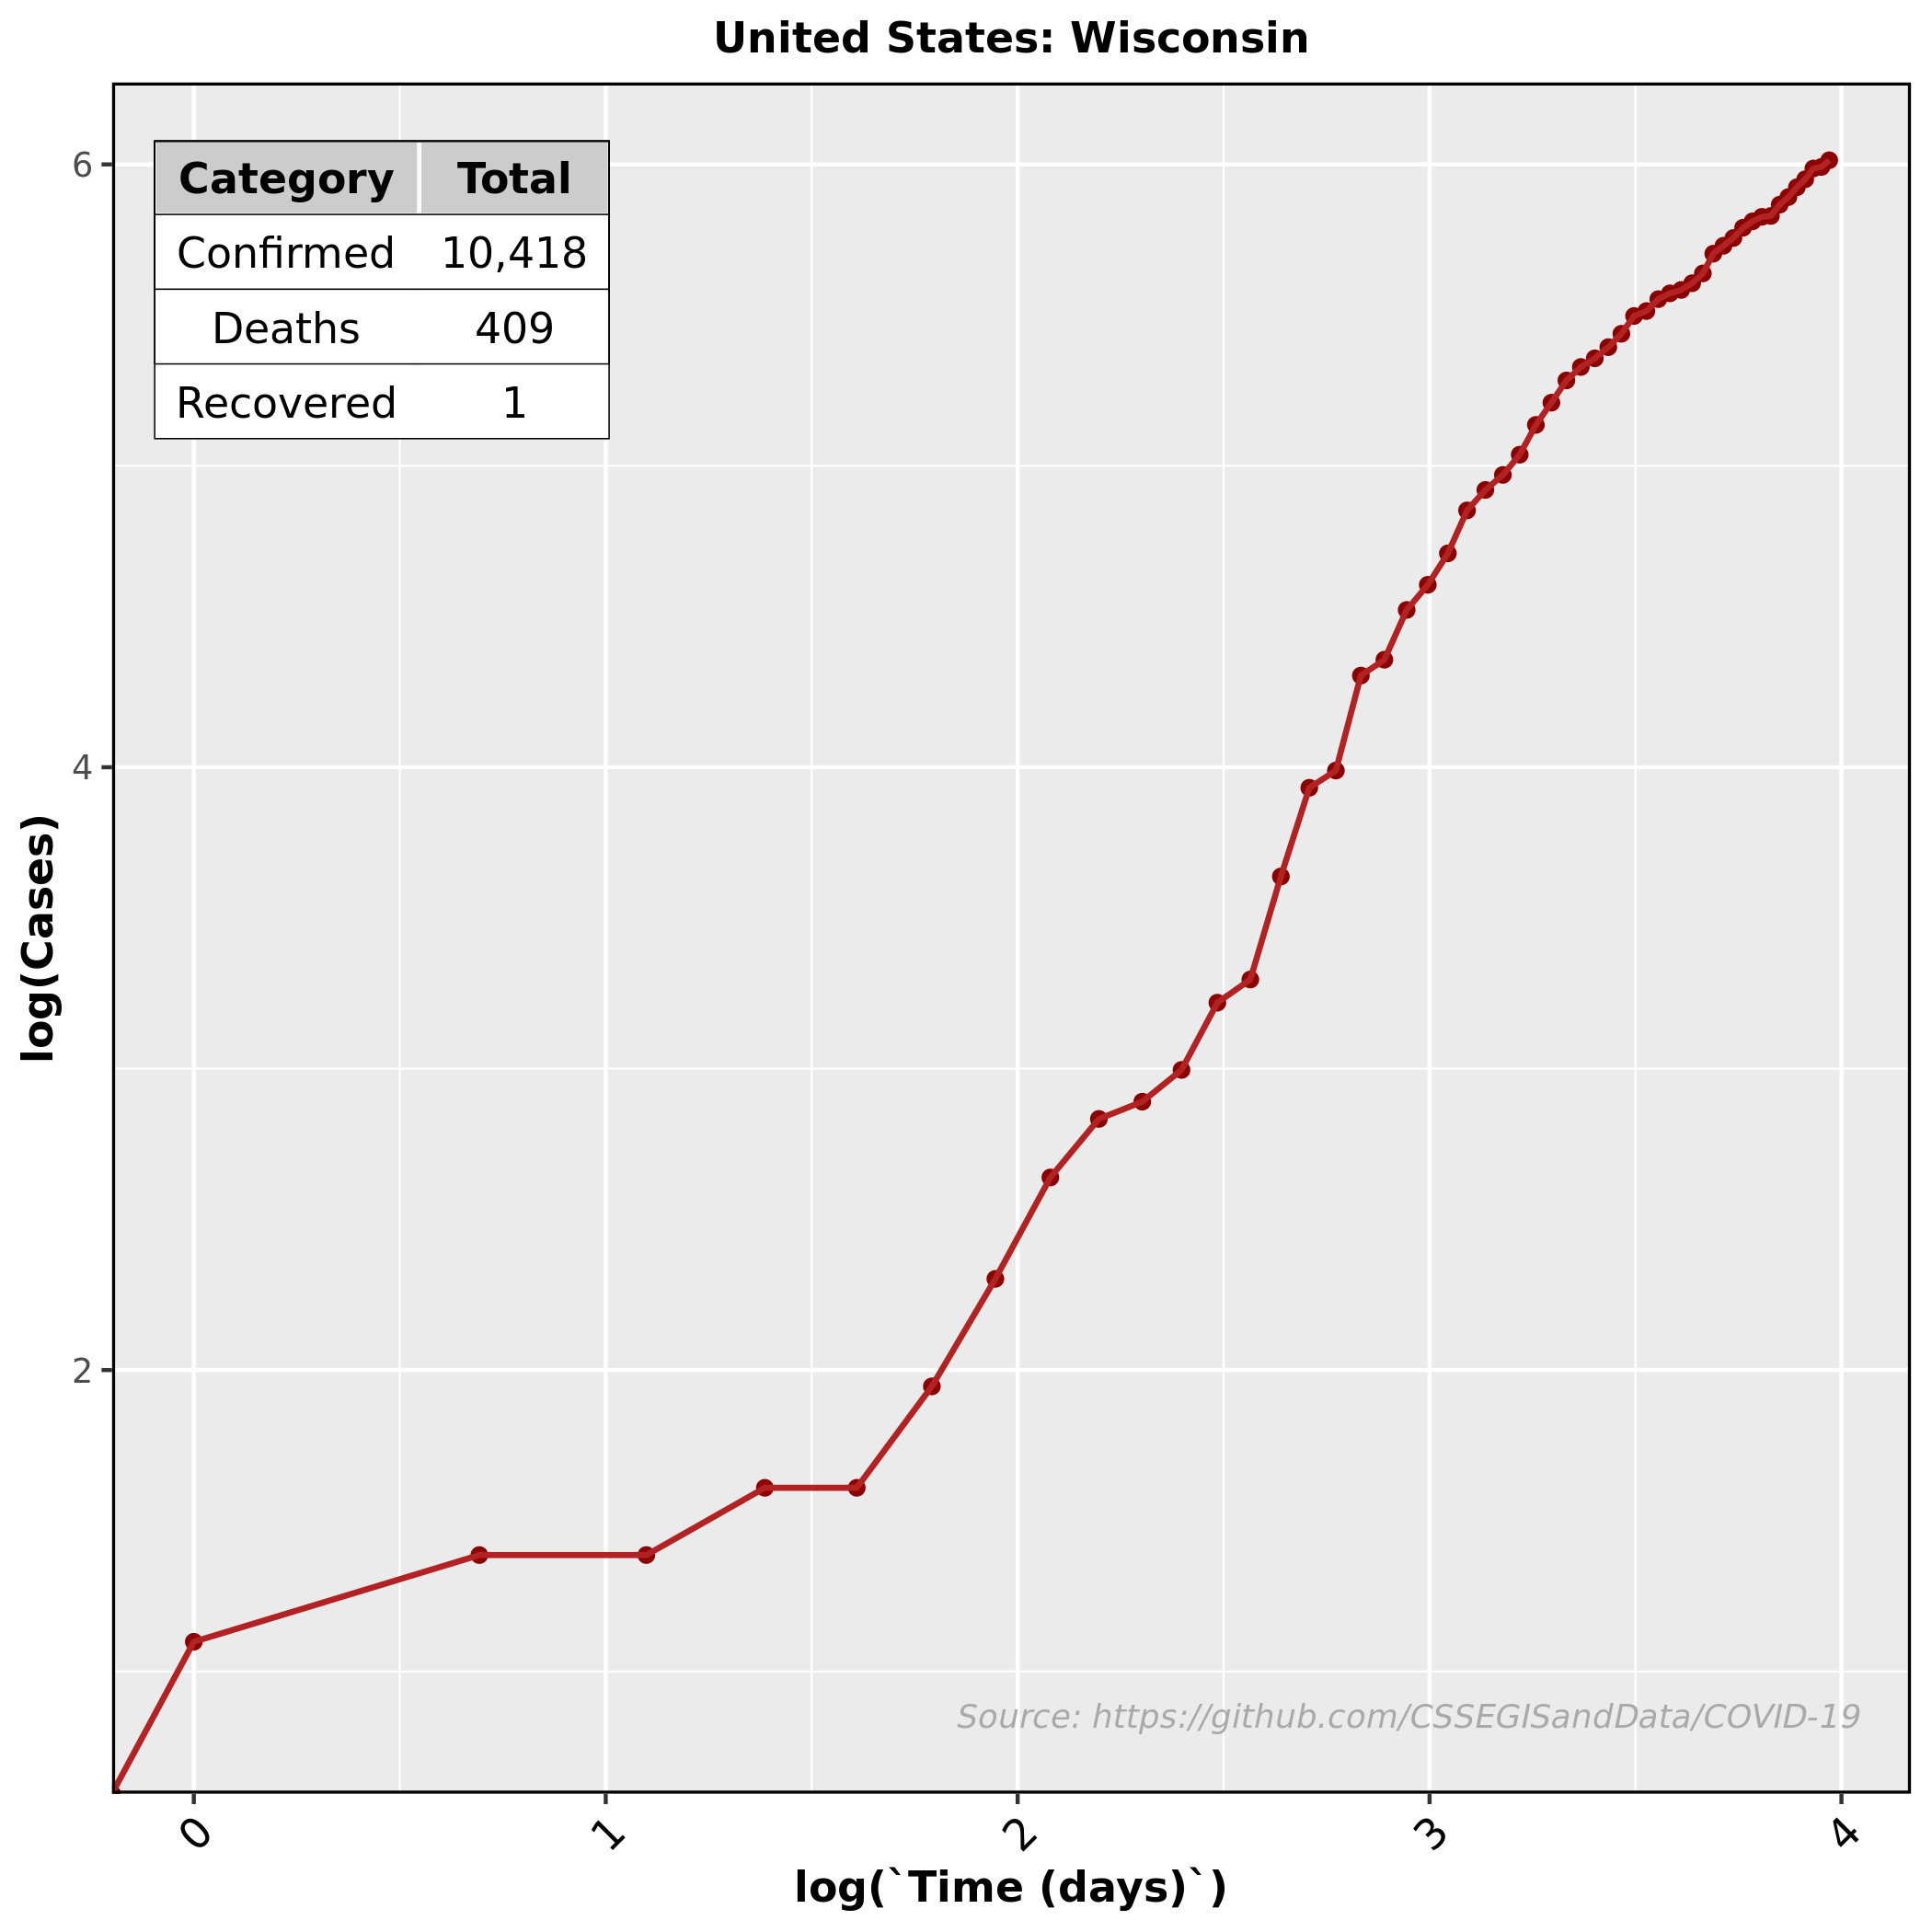 United States: Wisconsin
Category Total
Confirmed 10,418
Deaths 409
Recovered 1
6
4
2
log(Cases)
Source: https://github.com/CSSEGISandData/COVID-19
0 1 2 3 4
log(`Time (days)`)